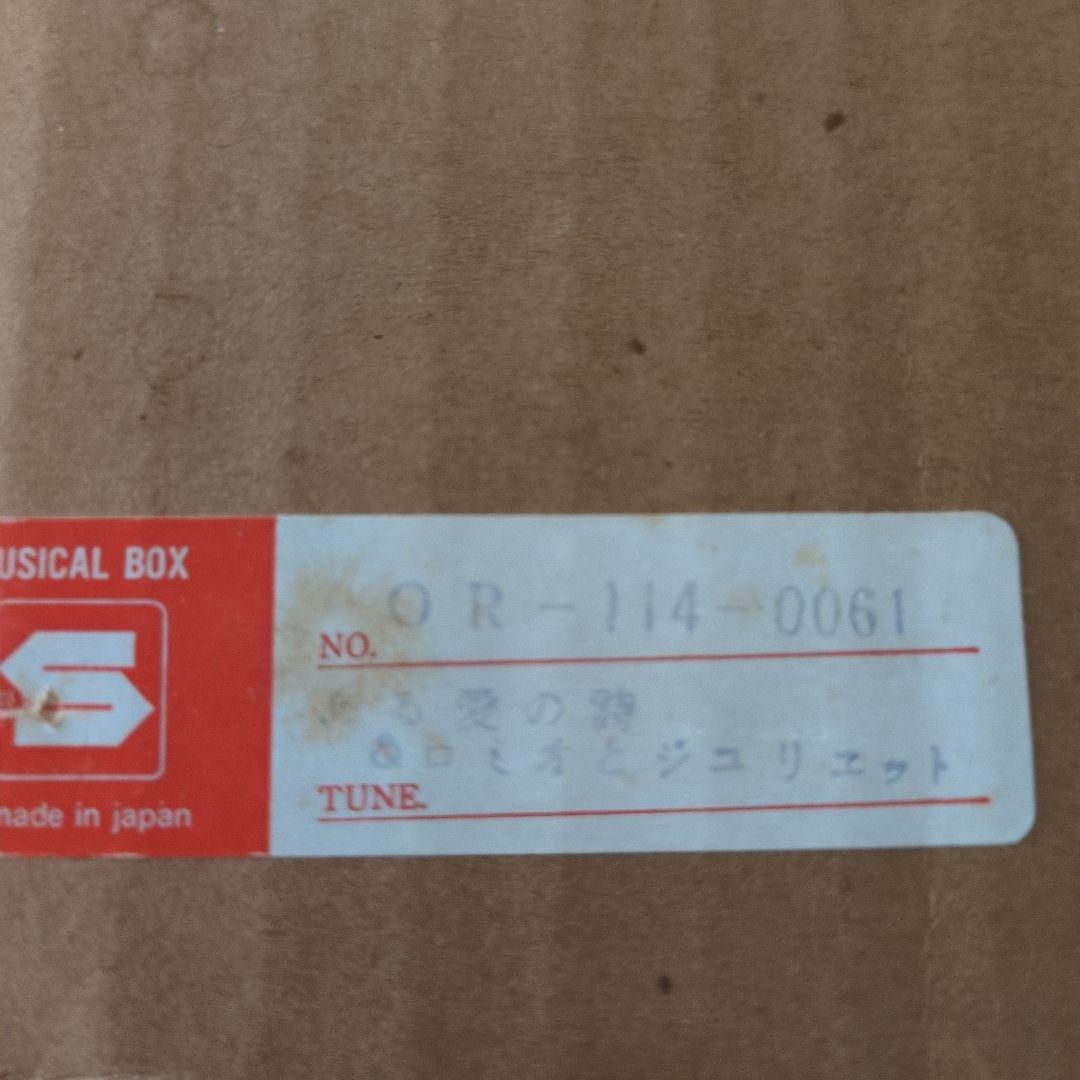 USICAL BOX
made in japan
NO. OR-114-0061
ある愛の詩
&ロミオとジュリエット
TUNE.